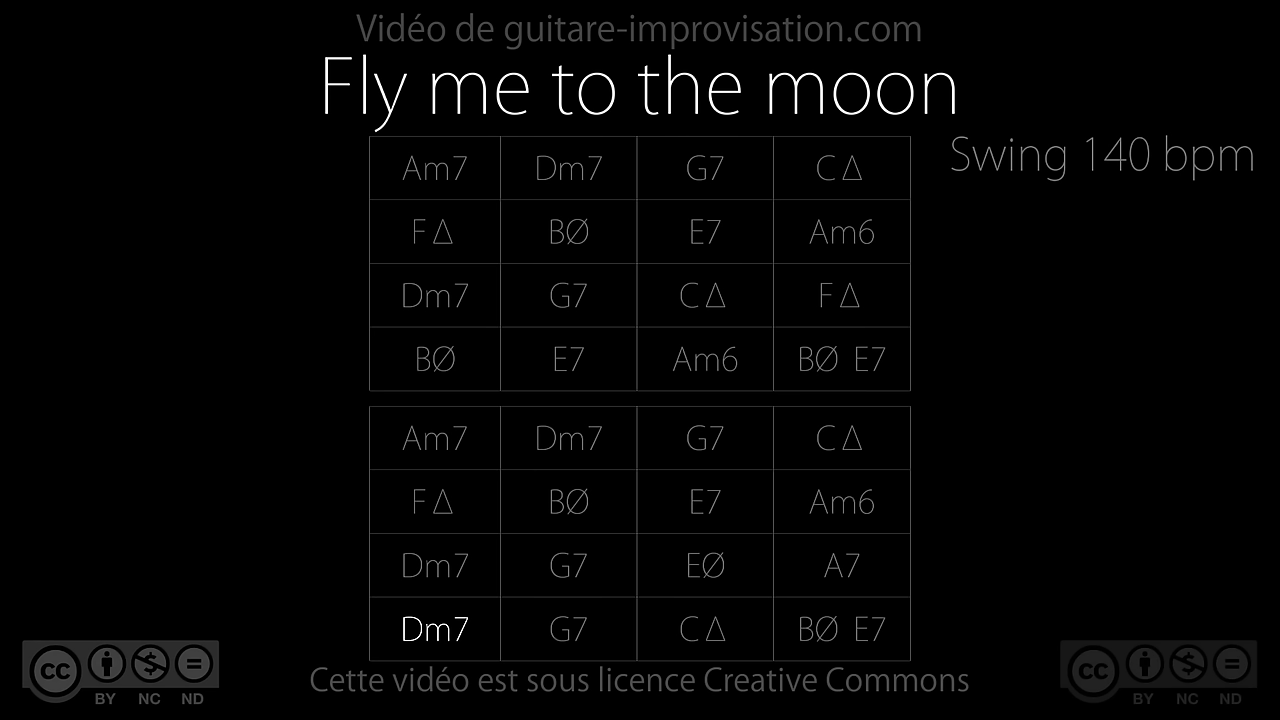 Vidéo de guitare-improvisation.com
Fly me to the moon
Swing 140 bpm
Am7 Dm7 G7 C Δ
F Δ BØ E7 Am6
Dm7 G7 C Δ F Δ
BØ E7 Am6 BØ E7
Am7 Dm7 G7 C Δ
F Δ BØ E7 Am6
Dm7 G7 EØ A7
Dm7 G7 C Δ BØ E7
Cette vidéo est sous licence Creative Commons
cc BY NC ND
cc BY NC ND